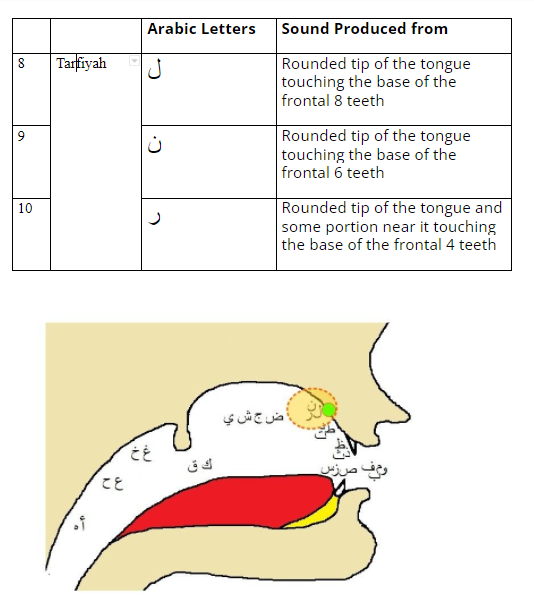 Arabic Letters Sound Produced from
8 Tarfiyah ل Rounded tip of the tongue
touching the base of the
frontal 8 teeth
9 ن Rounded tip of the tongue
touching the base of the
frontal 6 teeth
10 ر Rounded tip of the tongue and
some portion near it touching
the base of the frontal 4 teeth
ض ج ش ي
غ خ
ك ق
ص ز س
ع ح
أ ه